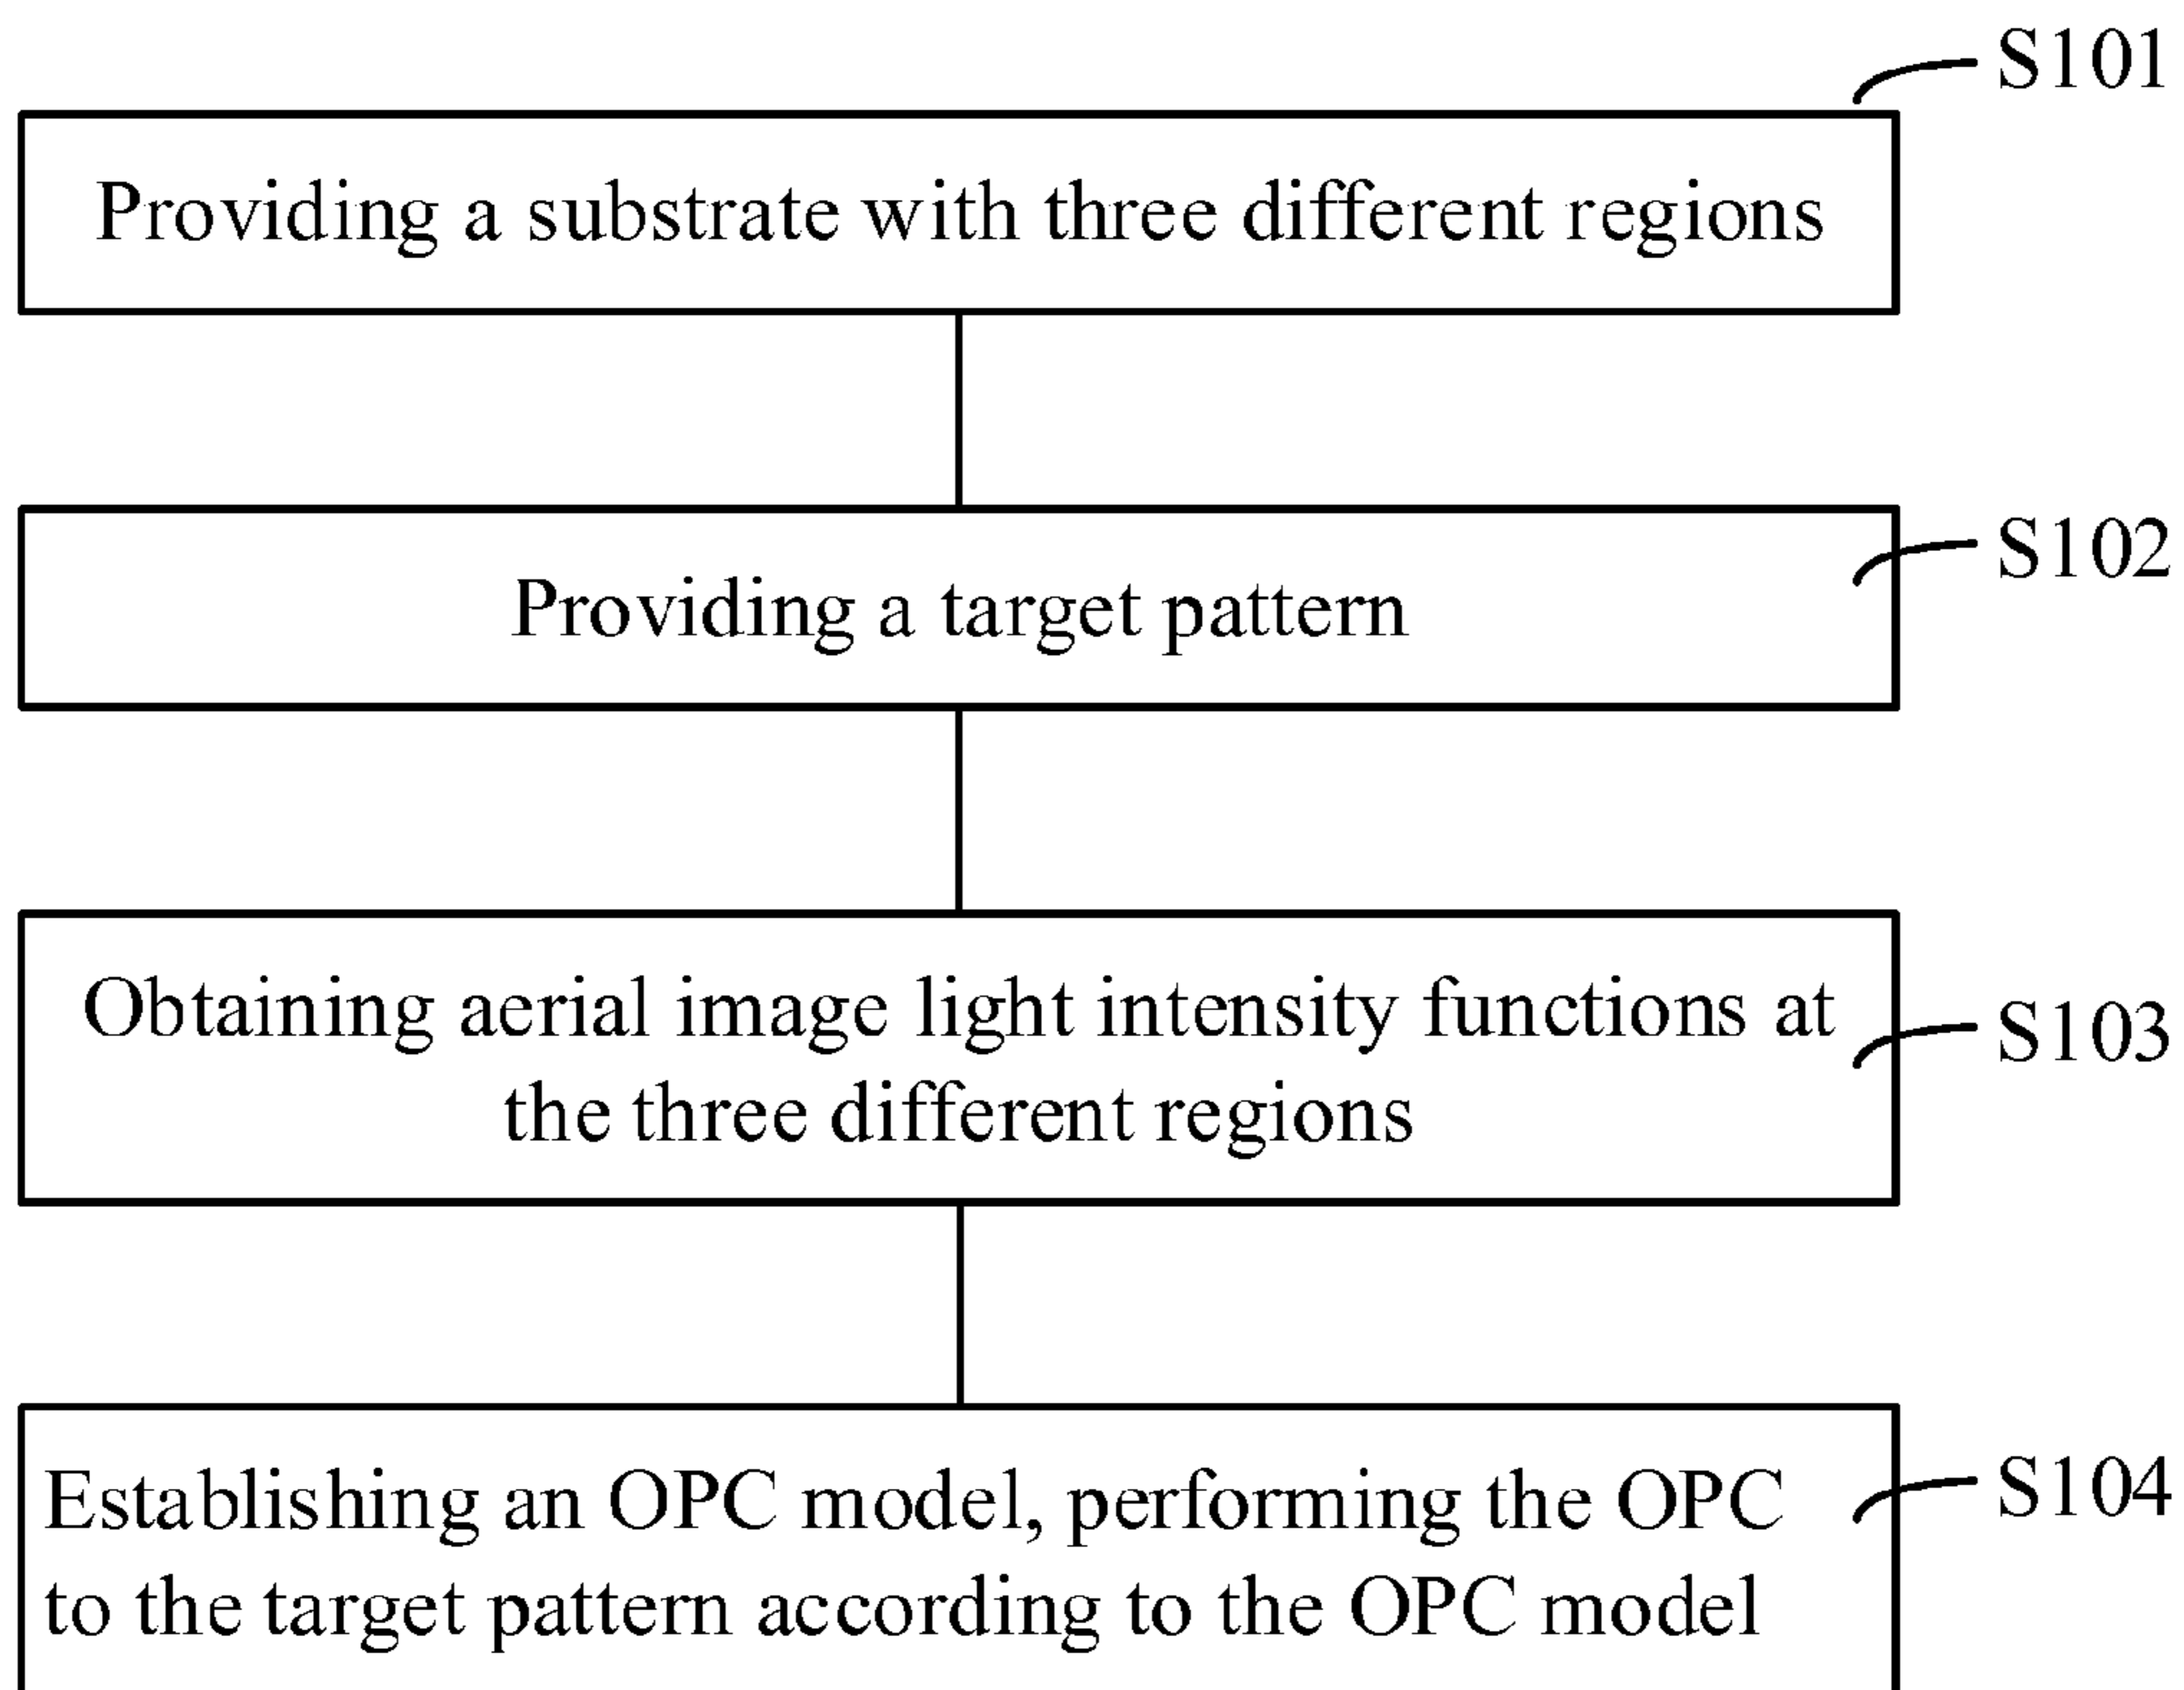 S101
Providing a substrate with three different regions
S102
Providing a target pattern
S103
Obtaining aerial image light intensity functions at
the three different regions
S104
Establishing an OPC model, performing the OPC
to the target pattern according to the OPC model